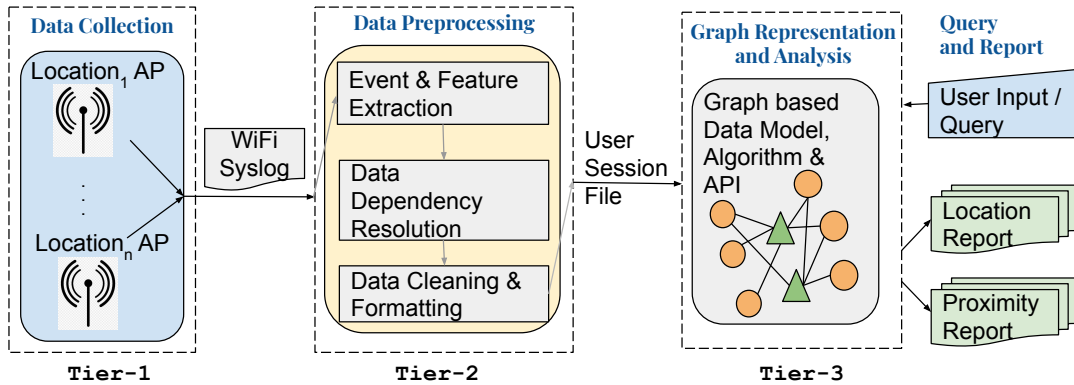 Data Collection
Location1 AP
.
.
.
Locationn AP
Tier-1
WiFi
Syslog
Data Preprocessing
Event & Feature
Extraction
Data
Dependency
Resolution
Data Cleaning &
Formatting
Tier-2
User
Session
File
Graph Representation
and Analysis
Graph based
Data Model,
Algorithm &
API
Tier-3
Query
and Report
User Input /
Query
Location
Report
Proximity
Report